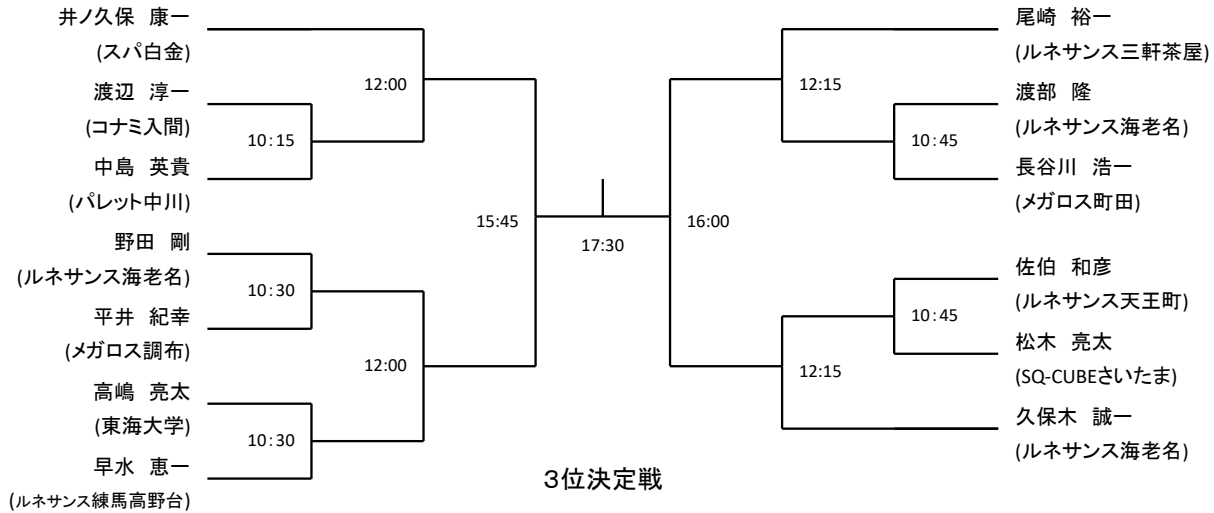 井ノ久保　康一
(スパ白金)
渡辺　淳一
(コナミ入間)
中島　英貴
(パレット中川)
野田　剛
(ルネサンス海老名)
平井　紀幸
(メガロス調布)
高嶋　亮太
(東海大学)
早水　恵一
(ルネサンス練馬高野台)
10:15
10:30
10:30
12:00
12:00
15:45
17:30
3位決定戦
16:00
12:15
12:15
10:45
10:45
尾崎　裕一
(ルネサンス三軒茶屋)
渡部　隆
(ルネサンス海老名)
長谷川　浩一
(メガロス町田)
佐伯　和彦
(ルネサンス天王町)
松木　亮太
(SQ-CUBEさいたま)
久保木　誠一
(ルネサンス海老名)